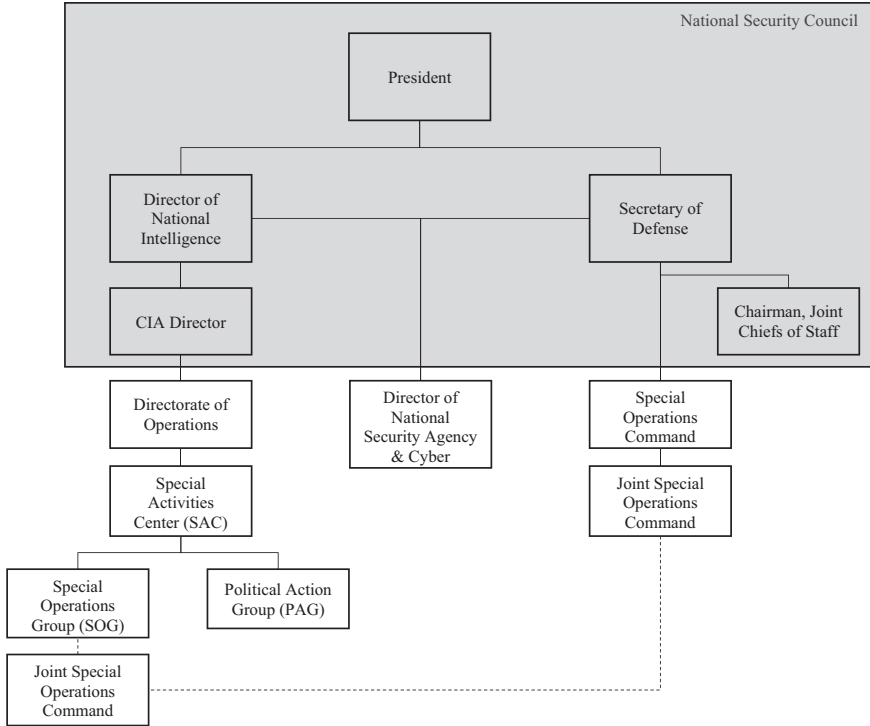 National Security Council
President
Director of
National
Intelligence
Secretary of
Defense
CIA Director
Chairman, Joint
Chiefs of Staff
Directorate of
Operations
Director of
National
Security Agency
& Cyber
Special
Operations
Command
Special
Activities
Center (SAC)
Joint Special
Operations
Command
Special
Operations
Group (SOG)
Political Action
Group (PAG)
Joint Special
Operations
Command